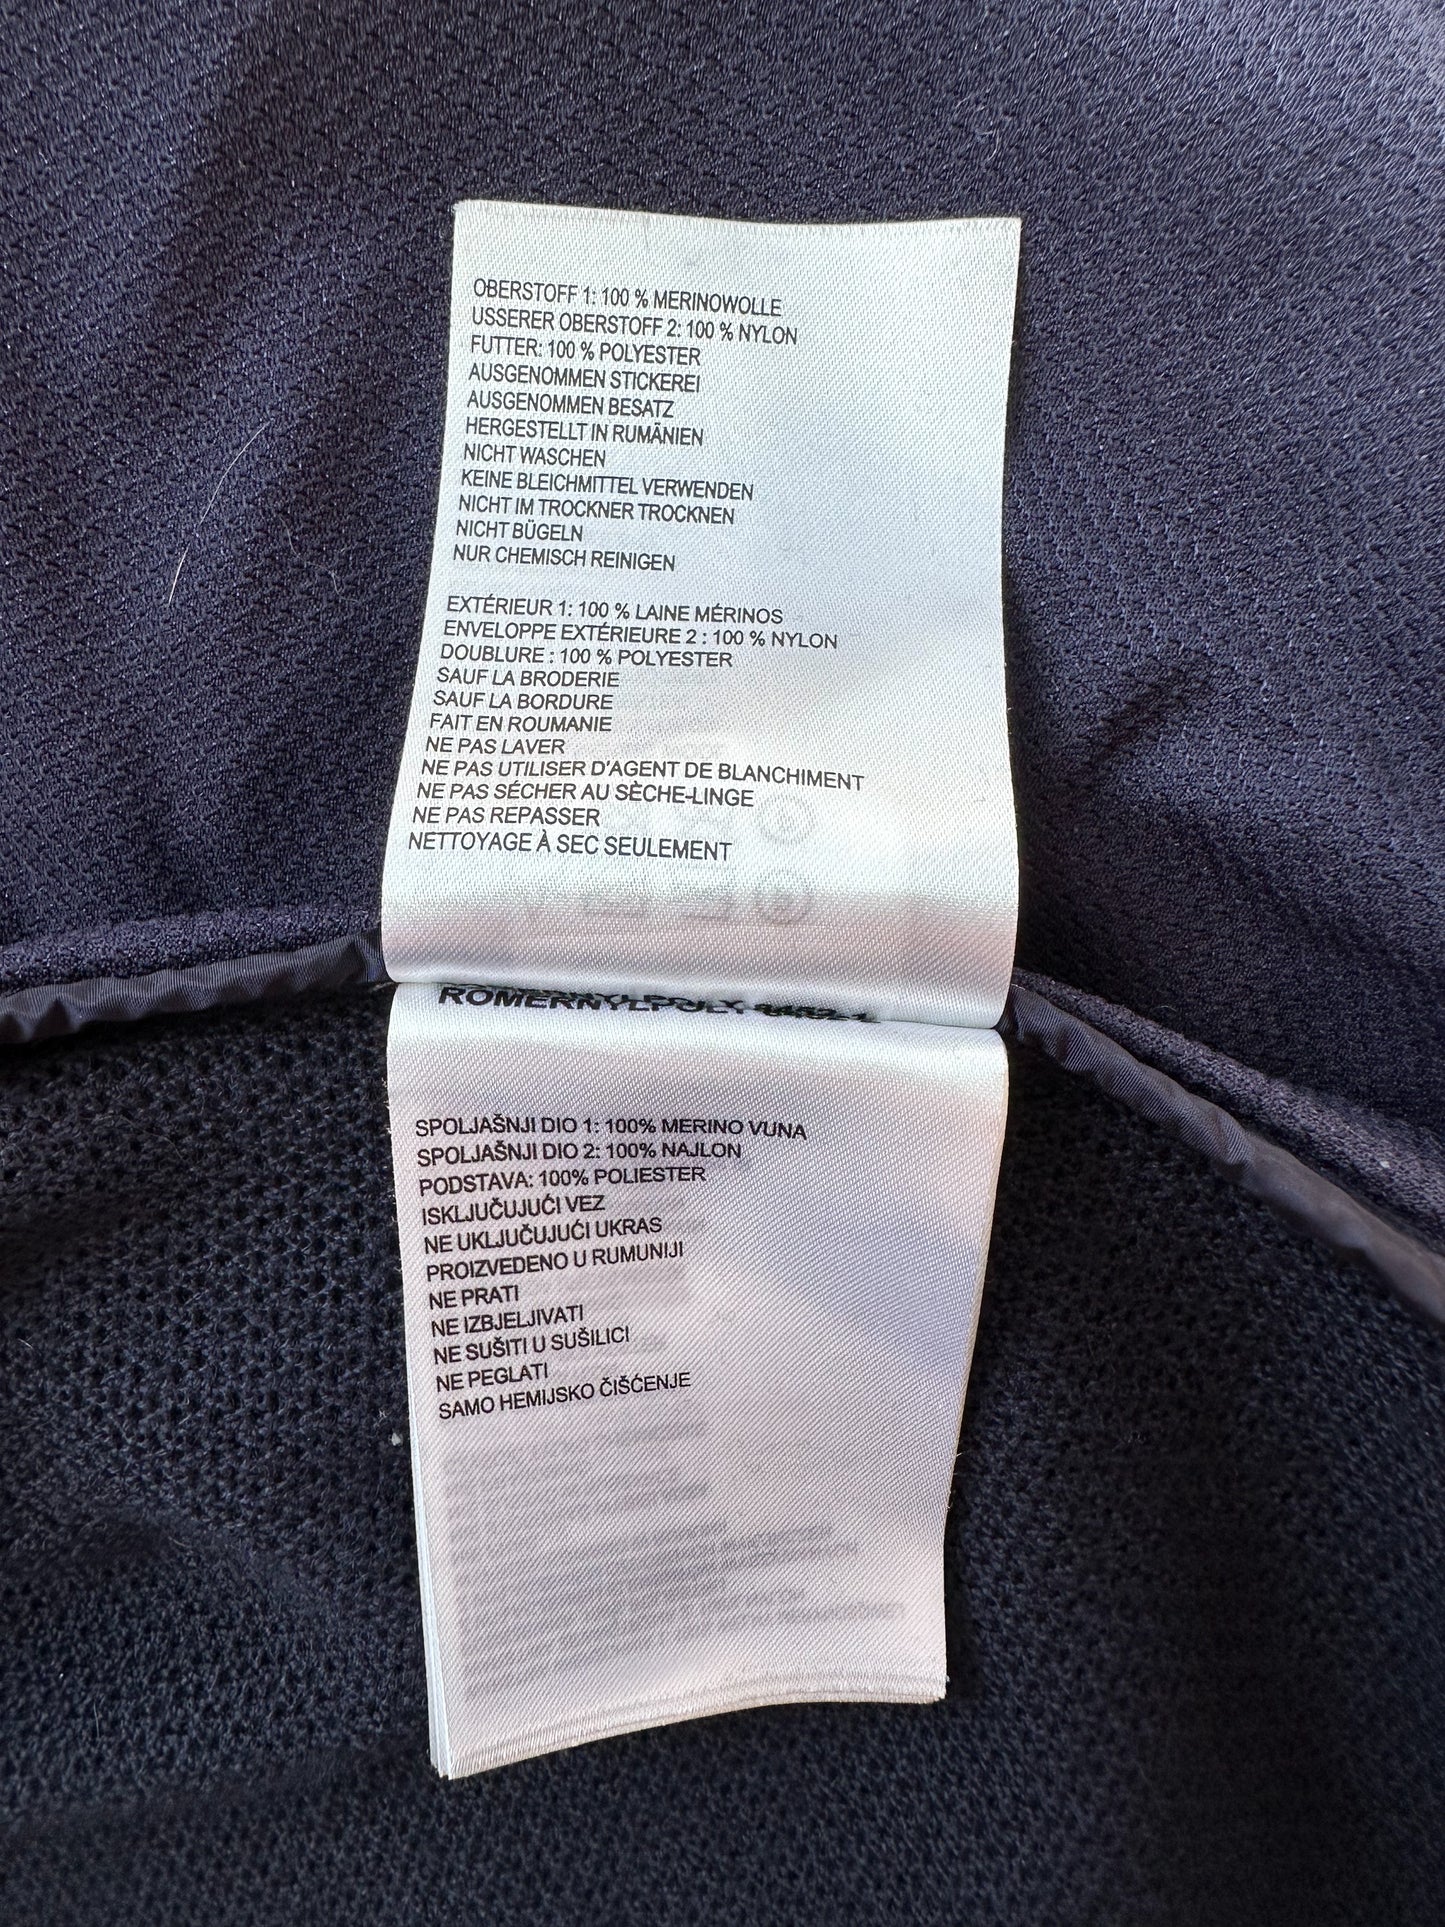 OBERSTOFF 1: 100 % MERINOWOLLE
USSERER OBERSTOFF 2: 100 % NYLON
FUTTER: 100 % POLYESTER
AUSGENOMMEN STICKEREI
AUSGENOMMEN BESATZ
HERGESTELLT IN RUMÄNIEN
NICHT WASCHEN
KEINE BLEICHMITTEL VERWENDEN
NICHT IM TROCKNER TROCKNEN
NICHT BÜGELN
NUR CHEMISCH REINIGEN
EXTÉRIEUR 1: 100 % LAINE MÉRINOS
ENVELOPPE EXTÉRIEURE 2 : 100 % NYLON
DOUBLURE : 100 % POLYESTER
SAUF LA BRODERIE
SAUF LA BORDURE
FAIT EN ROUMANIE
NE PAS LAVER
NE PAS UTILISER D'AGENT DE BLANCHIMENT
NE PAS SÉCHER AU SÈCHE-LINGE
NE PAS REPASSER
NETTOYAGE À SEC SEULEMENT
SPOLJAŠNJI DIO 1: 100% MERINO VUNA
SPOLJAŠNJI DIO 2: 100% NAJLON
PODSTAVA: 100% POLIESTER
ISKLJUČUJUĆI VEZ
NE UKLJUČUJUĆI UKRAS
PROIZVEDENO U RUMUNIJI
NE PRATI
NE IZBJELJIVATI
NE SUŠITI U SUŠILICI
NE PEGLATI
SAMO HEMIJSKO ČIŠĆENJE